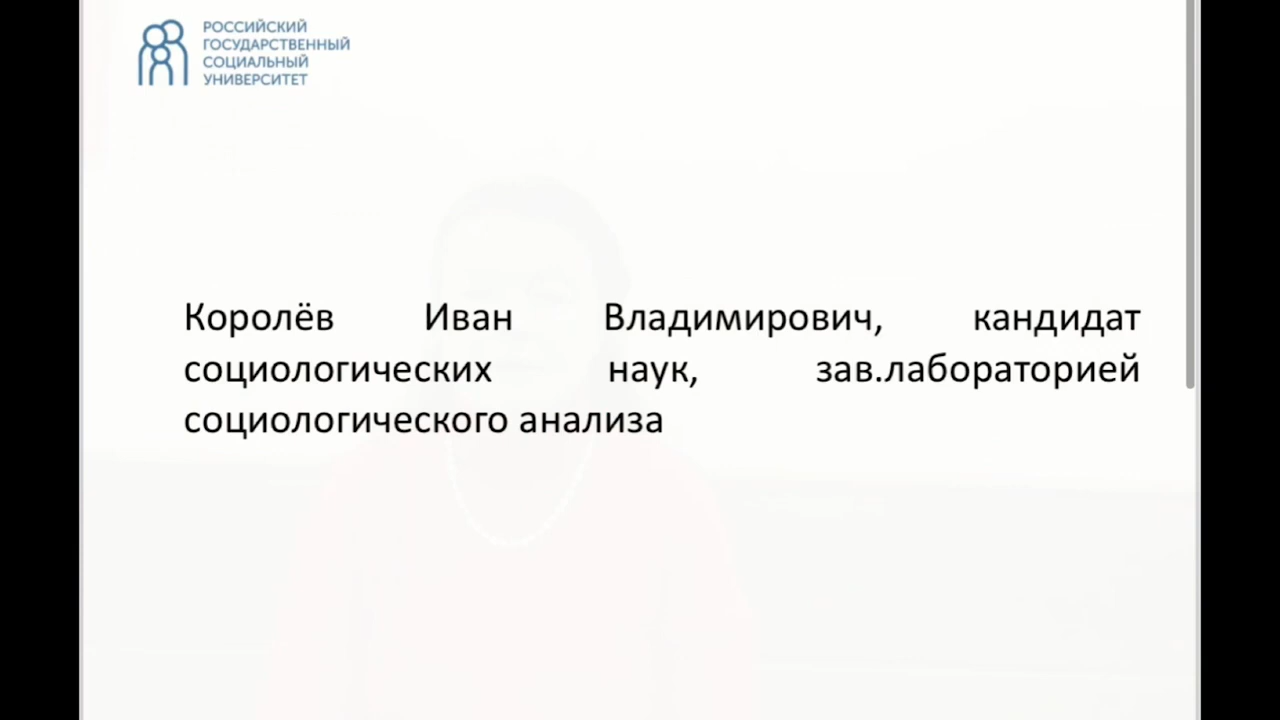 РОССИЙСКИЙ
ГОСУДАРСТВЕННЫЙ
СОЦИАЛЬНЫЙ
УНИВЕРСИТЕТ
Королёв Иван Владимирович, кандидат
социологических наук, зав.лабораторией
социологического анализа